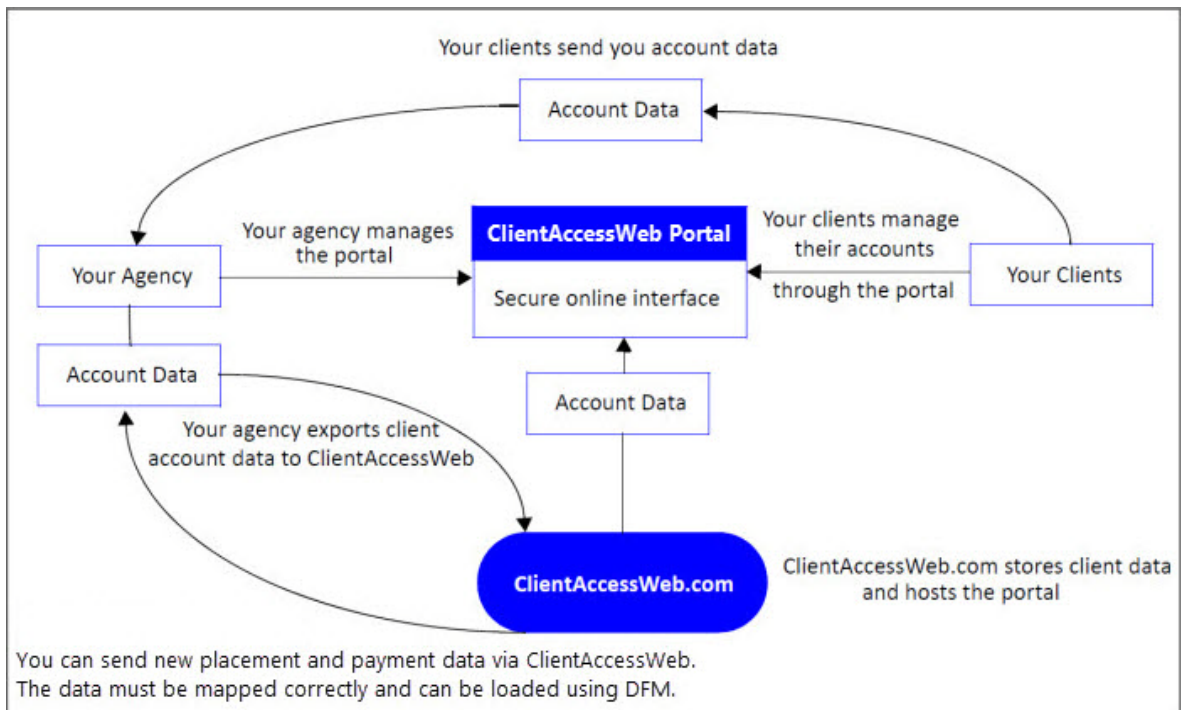 Your clients send you account data
Account Data
Your agency manages
the portal
ClientAccessWeb Portal
Secure online interface
Your clients manage
their accounts
through the portal
Your Agency
Your Clients
Account Data
Account Data
Your agency exports client
account data to ClientAccessWeb
ClientAccessWeb.com
ClientAccessWeb.com stores client data
and hosts the portal
You can send new placement and payment data via ClientAccessWeb.
The data must be mapped correctly and can be loaded using DFM.